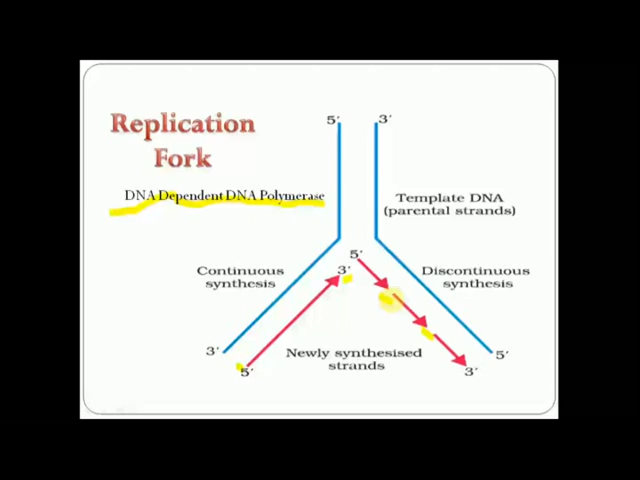 5′ 3′
Replication
Fork
DNA Dependent DNA Polymerase
Template DNA
(parental strands)
5′
3′
Continuous
synthesis
Discontinuous
synthesis
3′
Newly synthesised
strands
5′
5′
3′